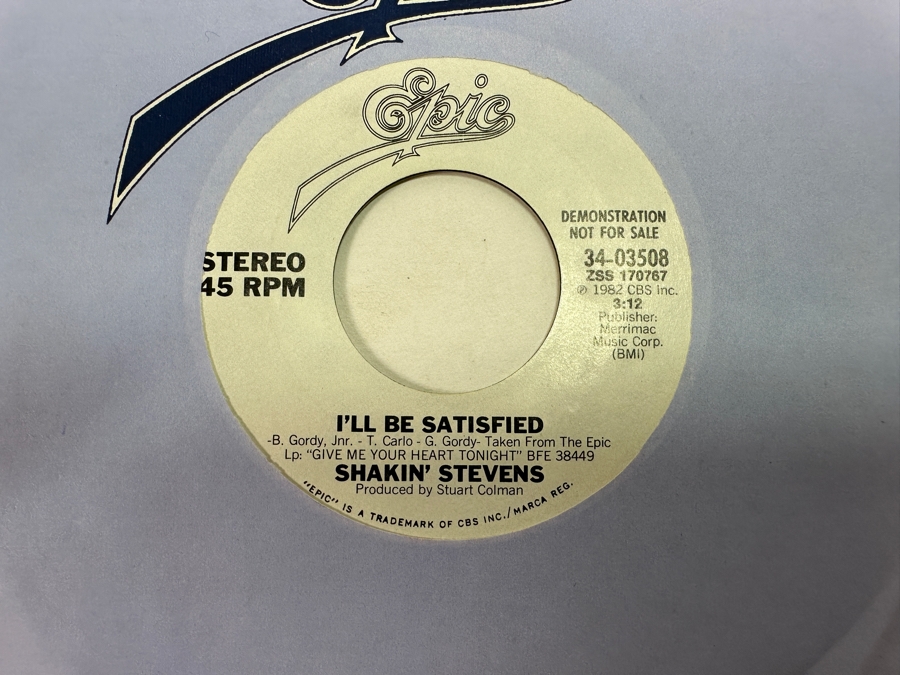 Epic
DEMONSTRATION
NOT FOR SALE
STEREO
45 RPM
34-03508
ZSS 170767
℗ 1982 CBS Inc.
3:12
Publisher:
Merrimac
Music Corp.
(BMI)
I'LL BE SATISFIED
-B. Gordy, Jnr. - T. Carlo - G. Gordy- Taken From The Epic
Lp: "GIVE ME YOUR HEART TONIGHT" BFE 38449
SHAKIN' STEVENS
Produced by Stuart Colman
"EPIC" IS A TRADEMARK OF CBS INC./MARCA REG.